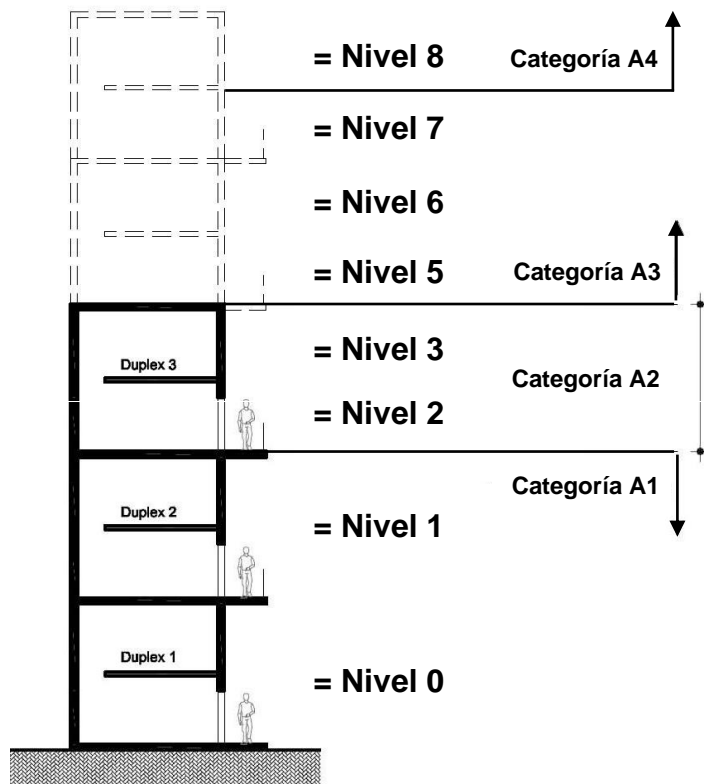 = Nivel 8 Categoría A4
= Nivel 7
= Nivel 6
= Nivel 5 Categoría A3
= Nivel 3
Duplex 3
Categoría A2
= Nivel 2
Categoría A1
Duplex 2
= Nivel 1
Duplex 1
= Nivel 0